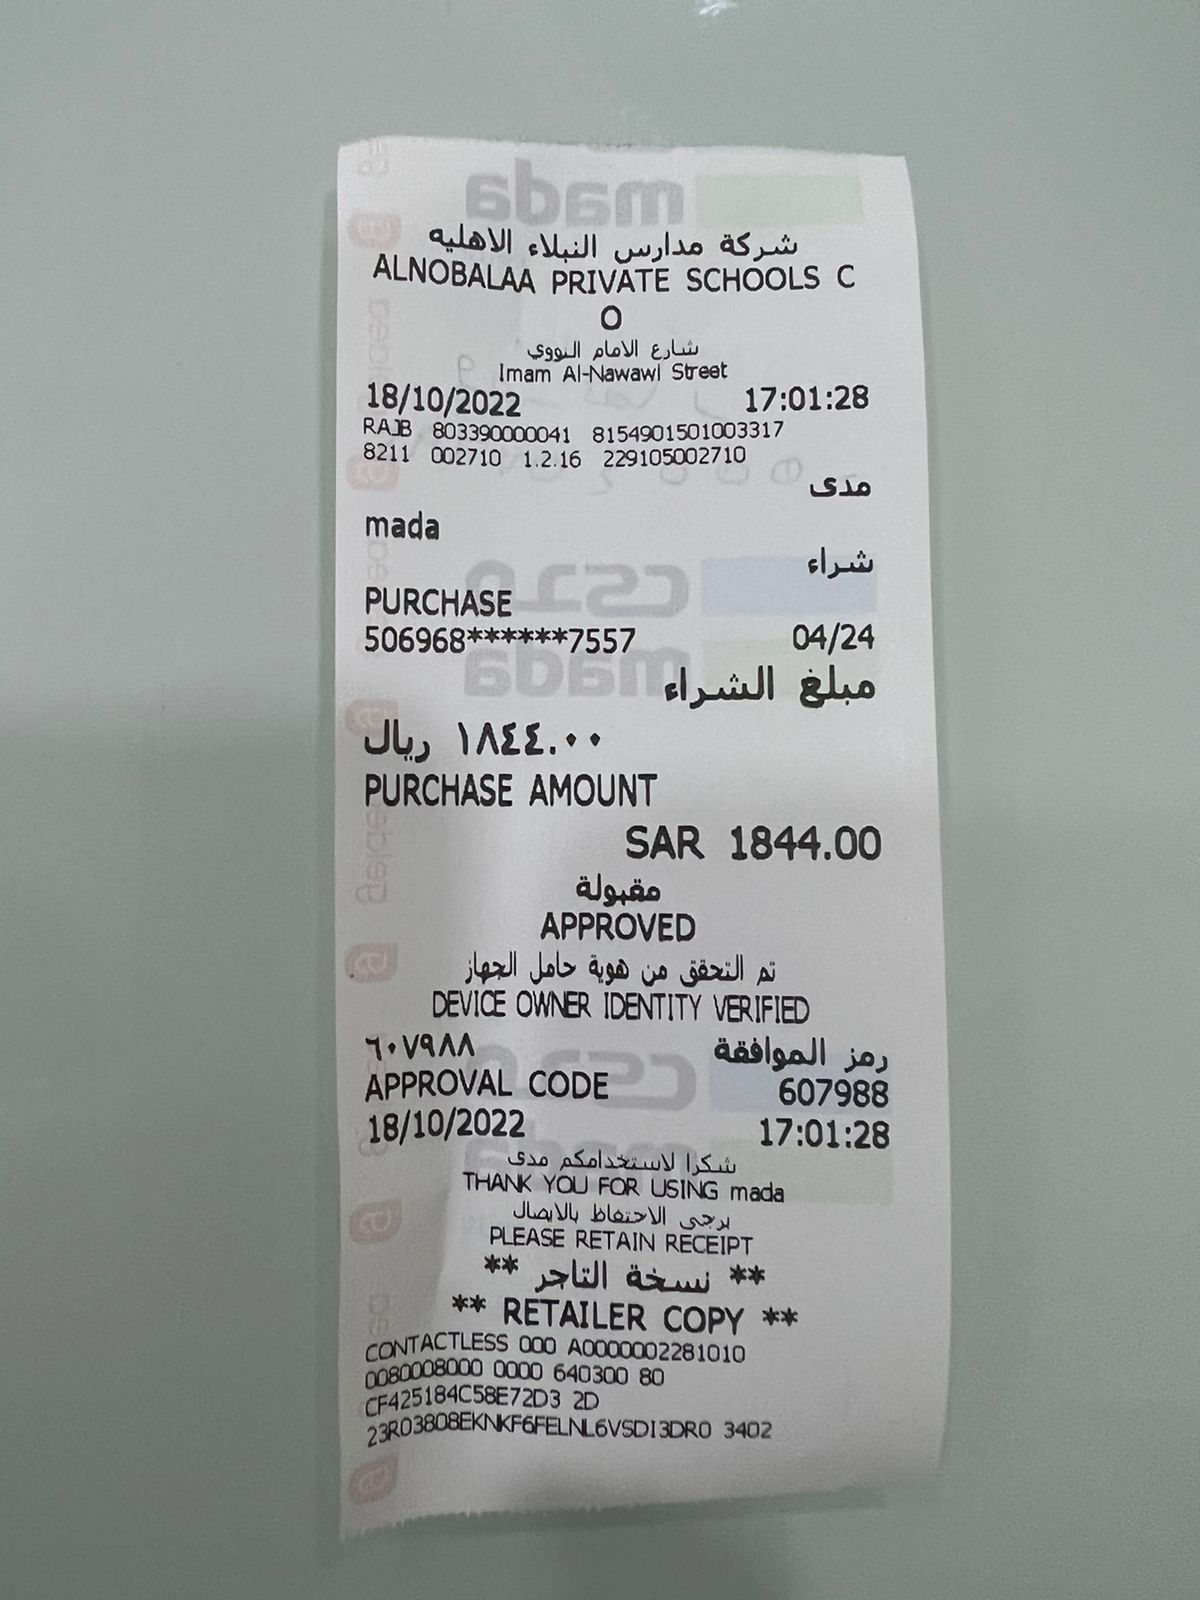 mada
شركة مدارس النبلاء الاهليه
ALNOBALAA PRIVATE SCHOOLS C
O
شارع الامام النووي
Imam Al-Nawawi Street
18/10/2022 17:01:28
RAJB 803390000041 8154901501003317
8211 002710 1.2.16 229105002710
مدى
mada
شراء
PURCHASE
506968******7557 04/24
مبلغ الشراء
١٨٤٤.٠٠ ريال
PURCHASE AMOUNT
SAR 1844.00
مقبولة
APPROVED
تم التحقق من هوية حامل الجهاز
DEVICE OWNER IDENTITY VERIFIED
رمز الموافقة ٦٠٧٩٨٨
APPROVAL CODE 607988
18/10/2022 17:01:28
شكرا لاستخدامكم مدى
THANK YOU FOR USING mada
يرجى الاحتفاظ بالايصال
PLEASE RETAIN RECEIPT
** نسخة التاجر **
** RETAILER COPY **
CONTACTLESS 000 A0000002281010
0080008000 0000 640300 80
CF425184C58E72D3 2D
23R03808EKNKF6FELNL6VSDI3DR0 3402